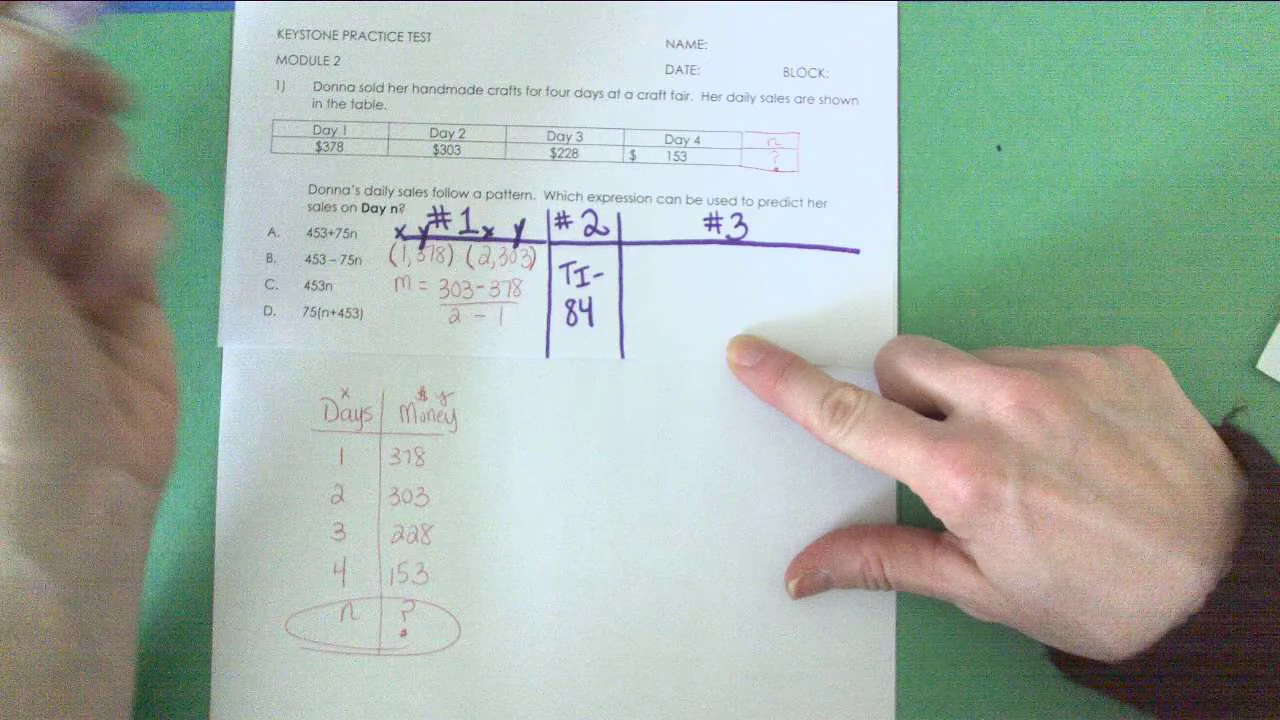 KEYSTONE PRACTICE TEST
NAME:
MODULE 2
DATE: BLOCK:
1) Donna sold her handmade crafts for four days at a craft fair. Her daily sales are shown
in the table.
Day 1 Day 2 Day 3 Day 4 n
$378 $303 $228 $ 153 ?
Donna's daily sales follow a pattern. Which expression can be used to predict her
sales on Day n?
#1 #2 #3
x y x y
A. 453+75n
B. 453 – 75n
C. 453n
D. 75(n+453)
(1,378) (2,303)
m = 303-378
2 - 1
TI-
84
x $ y
Days Money
1 378
2 303
3 228
4 153
n ?